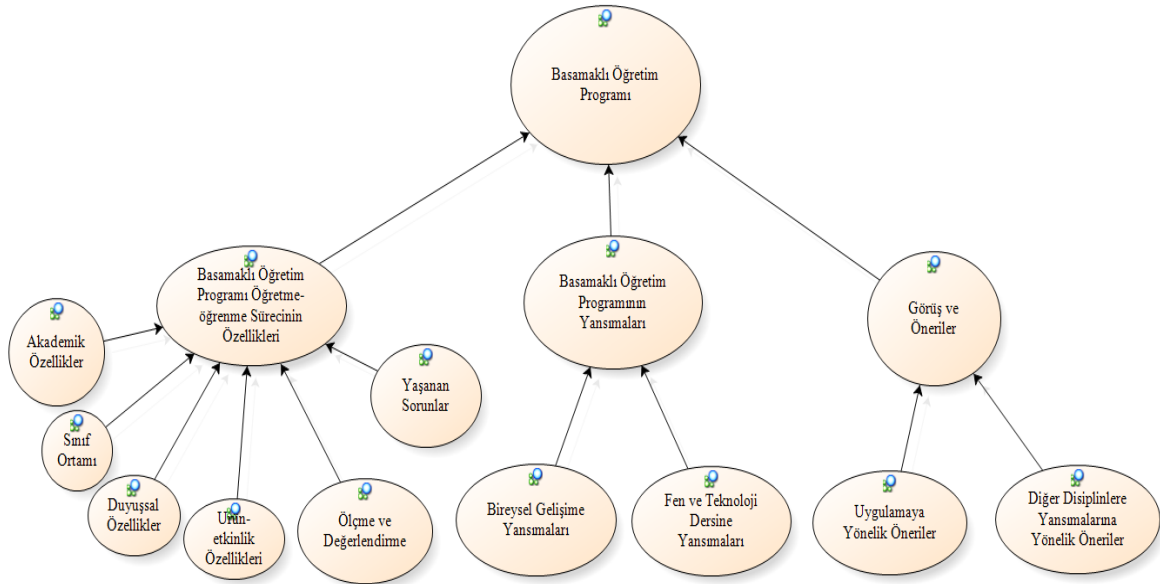 Basamaklı Öğretim
Programı
Basamaklı Öğretim
Programı Öğretme-
öğrenme Sürecinin
Özellikleri
Basamaklı Öğretim
Programının
Yansımaları
Görüş ve
Öneriler
Akademik
Özellikler
Sınıf
Ortamı
Duyuşsal
Özellikler
Ürün-
etkinlik
Özellikleri
Ölçme ve
Değerlendirme
Yaşanan
Sorunlar
Bireysel Gelişime
Yansımaları
Fen ve Teknoloji
Dersine
Yansımaları
Uygulamaya
Yönelik Öneriler
Diğer Disiplinlere
Yansımalarına
Yönelik Öneriler